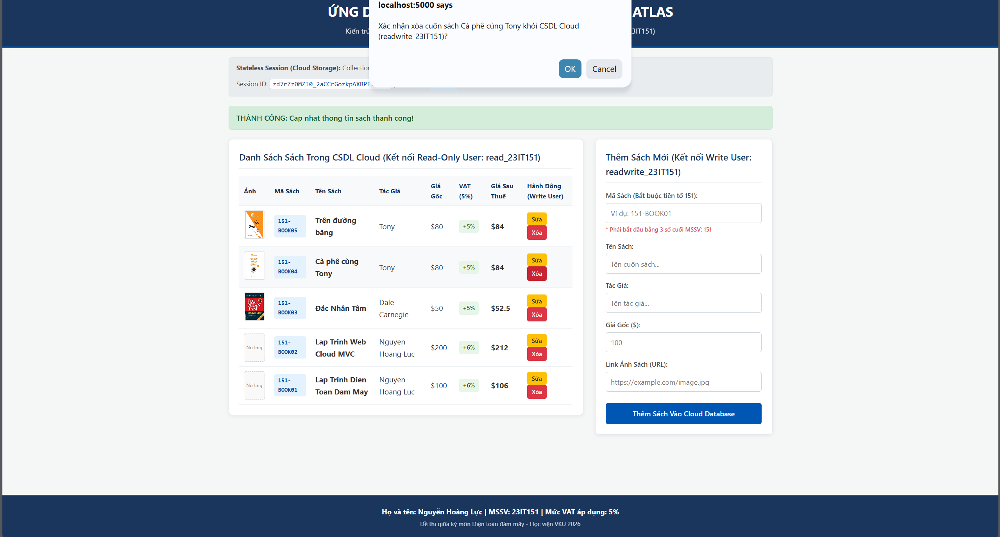 localhost:5000 says
Xác nhận xóa cuốn sách Cà phê cùng Tony khỏi CSDL Cloud
(readwrite_23IT151)?
OK
Cancel
ỨNG
ATLAS
Kiến
3IT151)
Stateless Session (Cloud Storage):
Session ID: zd7rZz0MZJ0_2aCCrGozkpAXBPF
THÀNH CÔNG: Cap nhat thong tin sach thanh cong!
Danh Sách Sách Trong CSDL Cloud (Kết nối Read-Only User: read_23IT151)
Ảnh
Mã Sách
Tên Sách
Tác Giả
Giá
Gốc
VAT
(5%)
Giá Sau
Thuế
Hành Động
(Write User)
151-
BOOK05
Trên đường
băng
Tony
$80
+5%
$84
Sửa
Xóa
Cà phê
cùng
Tony
151-
BOOK04
Cà phê cùng
Tony
Tony
$80
+5%
$84
Sửa
Xóa
ĐẮC
NHÂN
TÂM
151-
BOOK03
Đắc Nhân Tâm
Dale
Carnegie
$50
+5%
$52.5
Sửa
Xóa
No Img
151-
BOOK02
Lap Trinh Web
Cloud MVC
Nguyen
Hoang Luc
$200
+6%
$212
Sửa
Xóa
No Img
151-
BOOK01
Lap Trinh Dien
Toan Dam May
Nguyen
Hoang Luc
$100
+6%
$106
Sửa
Xóa
Thêm Sách Mới (Kết nối Write User:
readwrite_23IT151)
Mã Sách (Bắt buộc tiền tố 151):
Ví dụ: 151-BOOK01
* Phải bắt đầu bằng 3 số cuối MSSV: 151
Tên Sách:
Tên cuốn sách...
Tác Giả:
Tên tác giả...
Giá Gốc ($):
100
Link Ảnh Sách (URL):
https://example.com/image.jpg
Thêm Sách Vào Cloud Database
Họ và tên: Nguyễn Hoàng Lực | MSSV: 23IT151 | Mức VAT áp dụng: 5%
Đề thi giữa kỳ môn Điện toán đám mây - Học viện VKU 2026